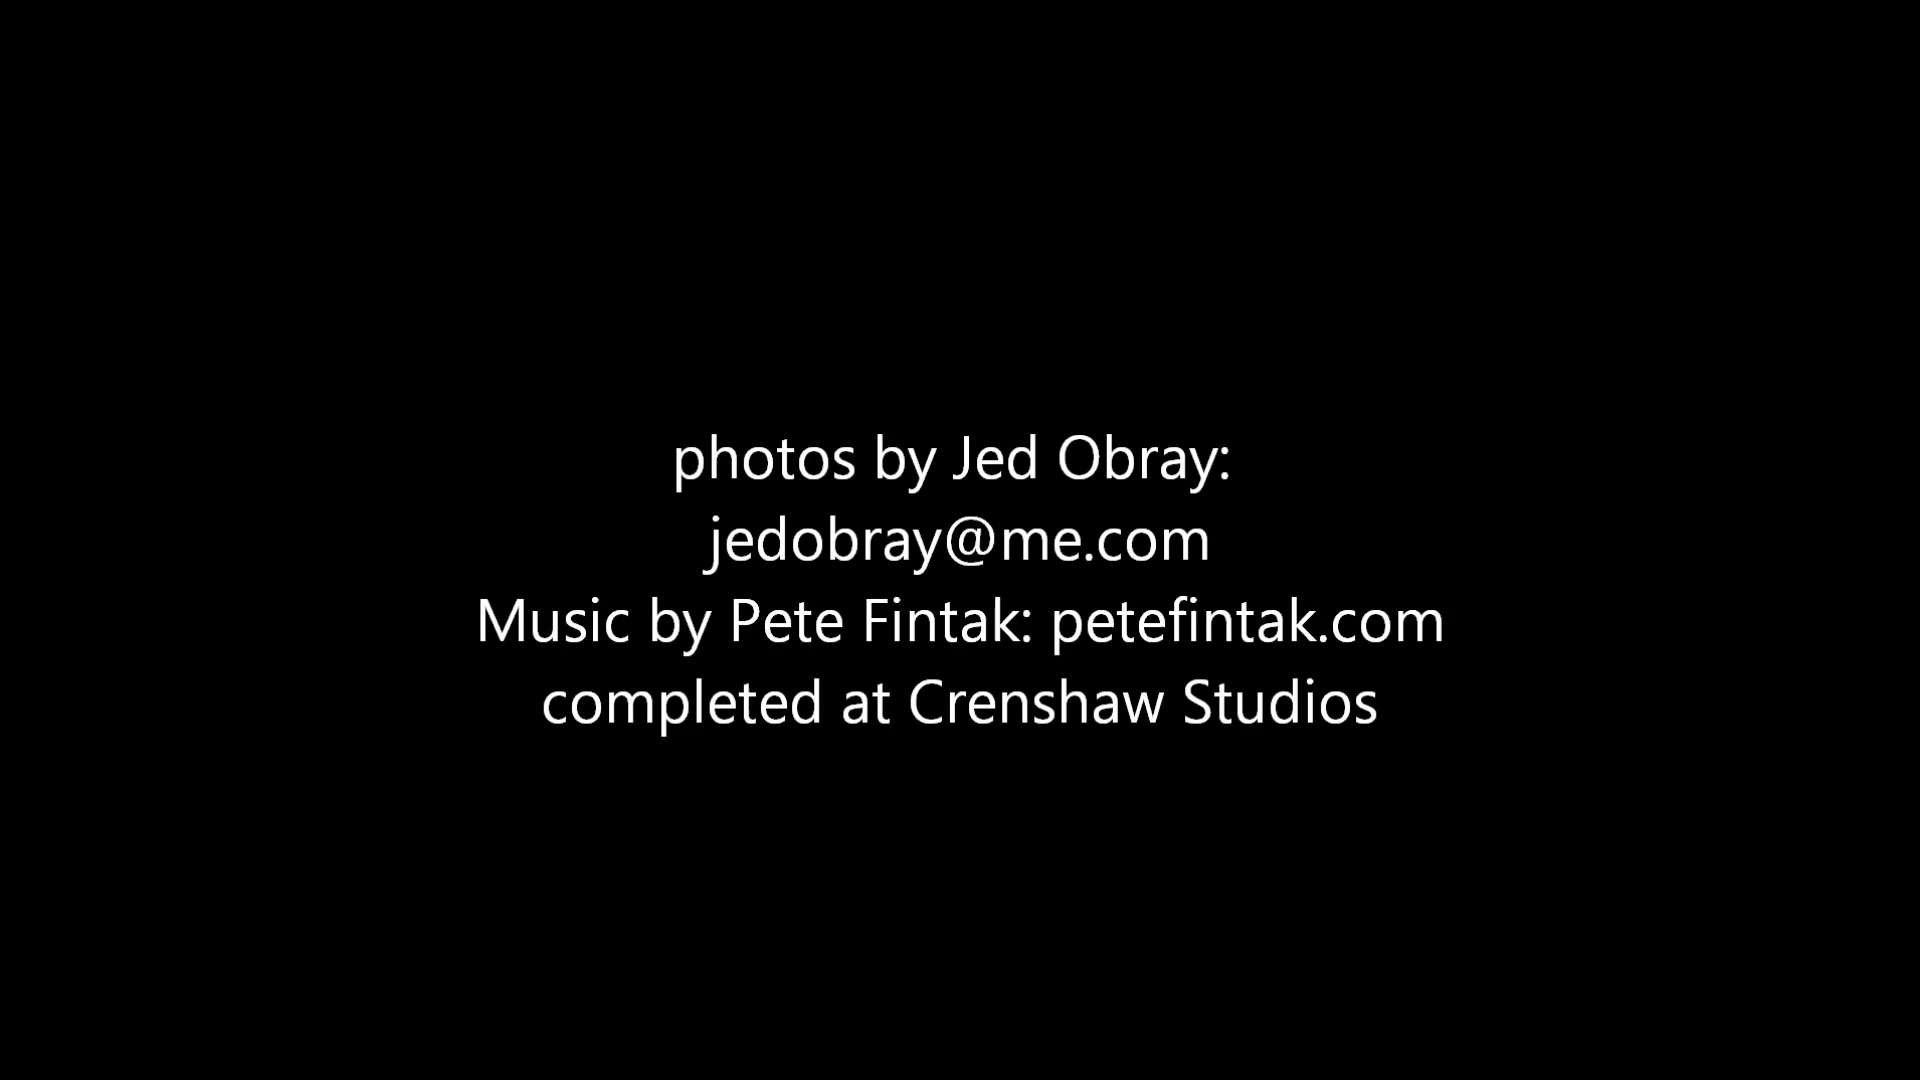 photos by Jed Obray:
jedobray@me.com
Music by Pete Fintak: petefintak.com
completed at Crenshaw Studios